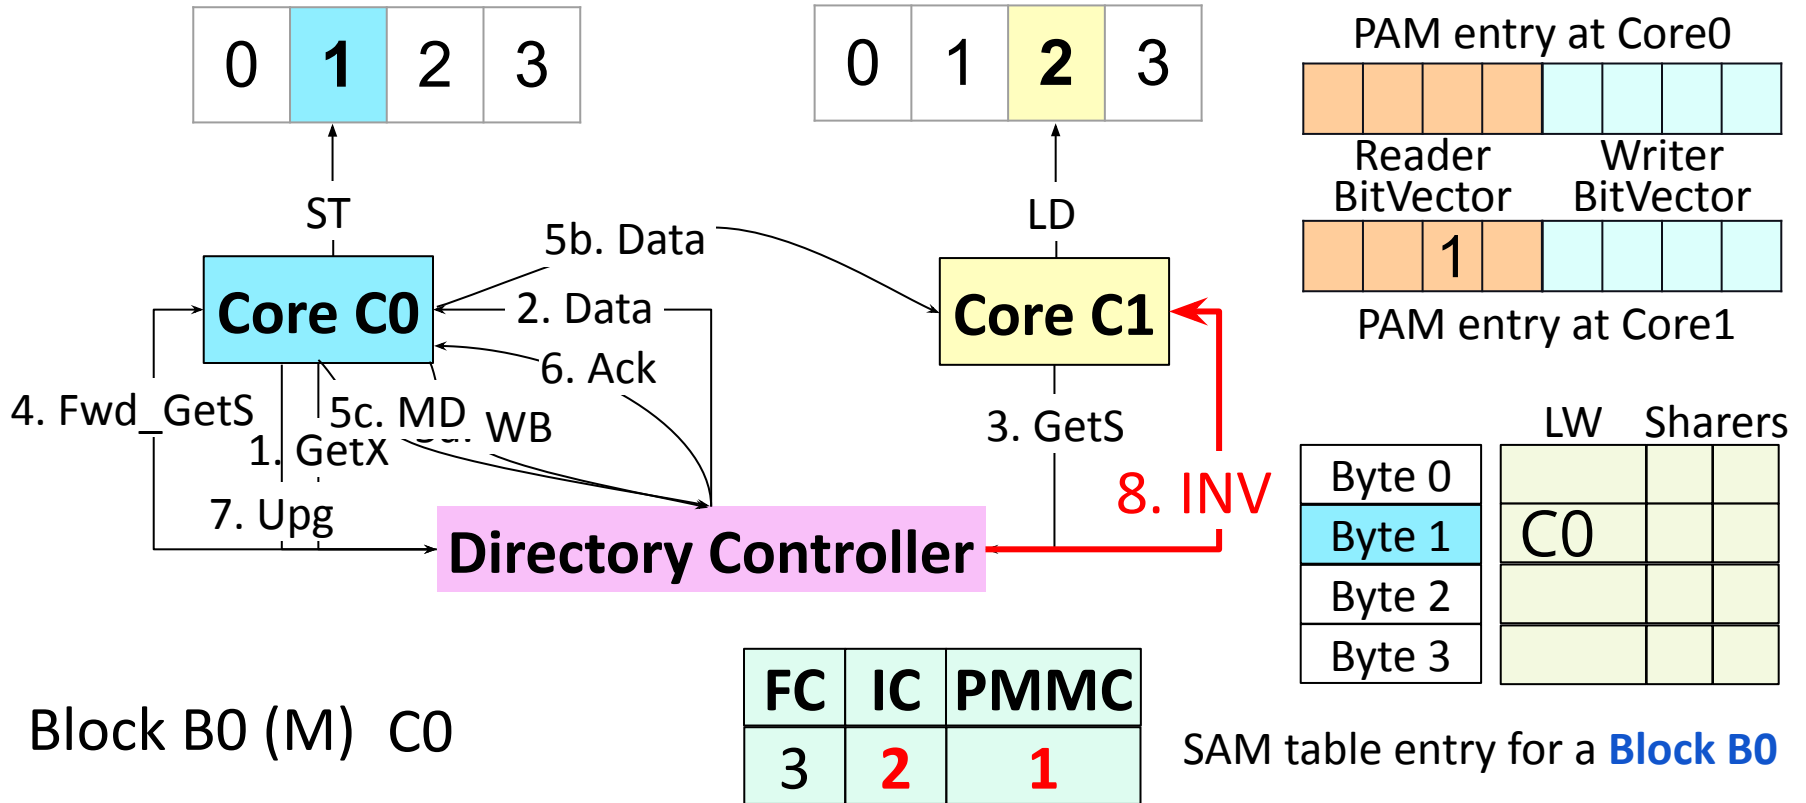 0 1 2 3
0 1 2 3
PAM entry at Core0
Reader BitVector
Writer BitVector
1
PAM entry at Core1
ST
LD
5b. Data
Core C0
2. Data
Core C1
6. Ack
4. Fwd_GetS
5c. MD
WB
1. GetX
3. GetS
7. Upg
8. INV
Directory Controller
LW Sharers
Byte 0
Byte 1 C0
Byte 2
Byte 3
FC IC PMMC
3 2 1
Block B0 (M) C0
SAM table entry for a Block B0